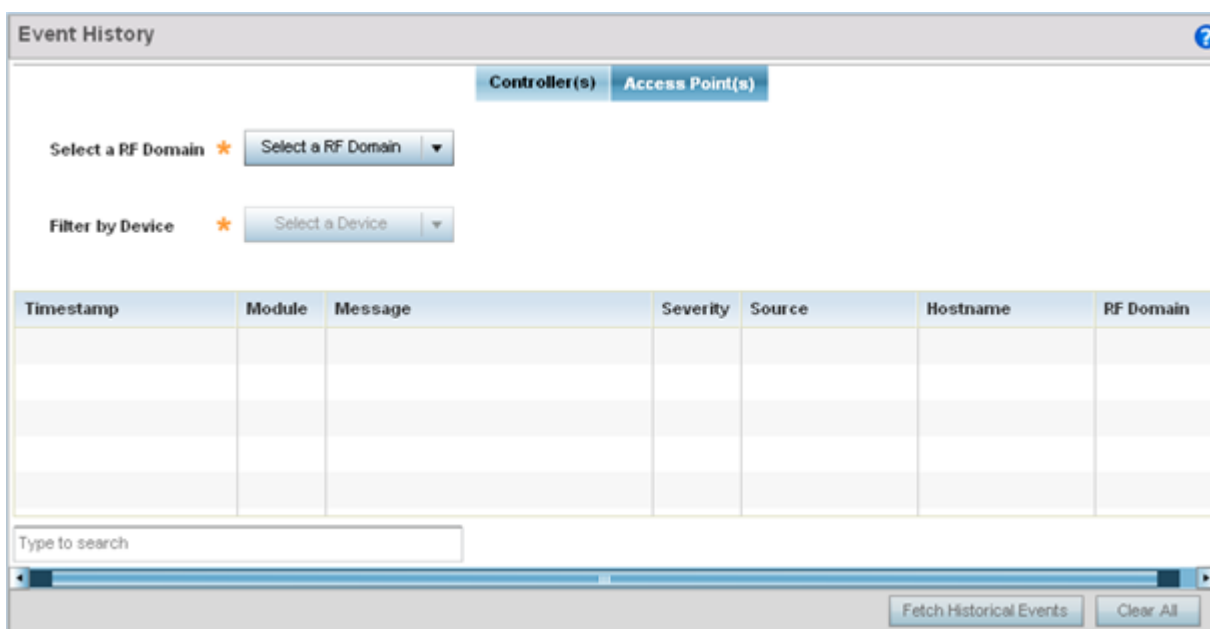 Event History
?
Controller(s) Access Point(s)
Select a RF Domain * Select a RF Domain
Filter by Device * Select a Device
Timestamp Module Message Severity Source Hostname RF Domain
Type to search
Fetch Historical Events Clear All